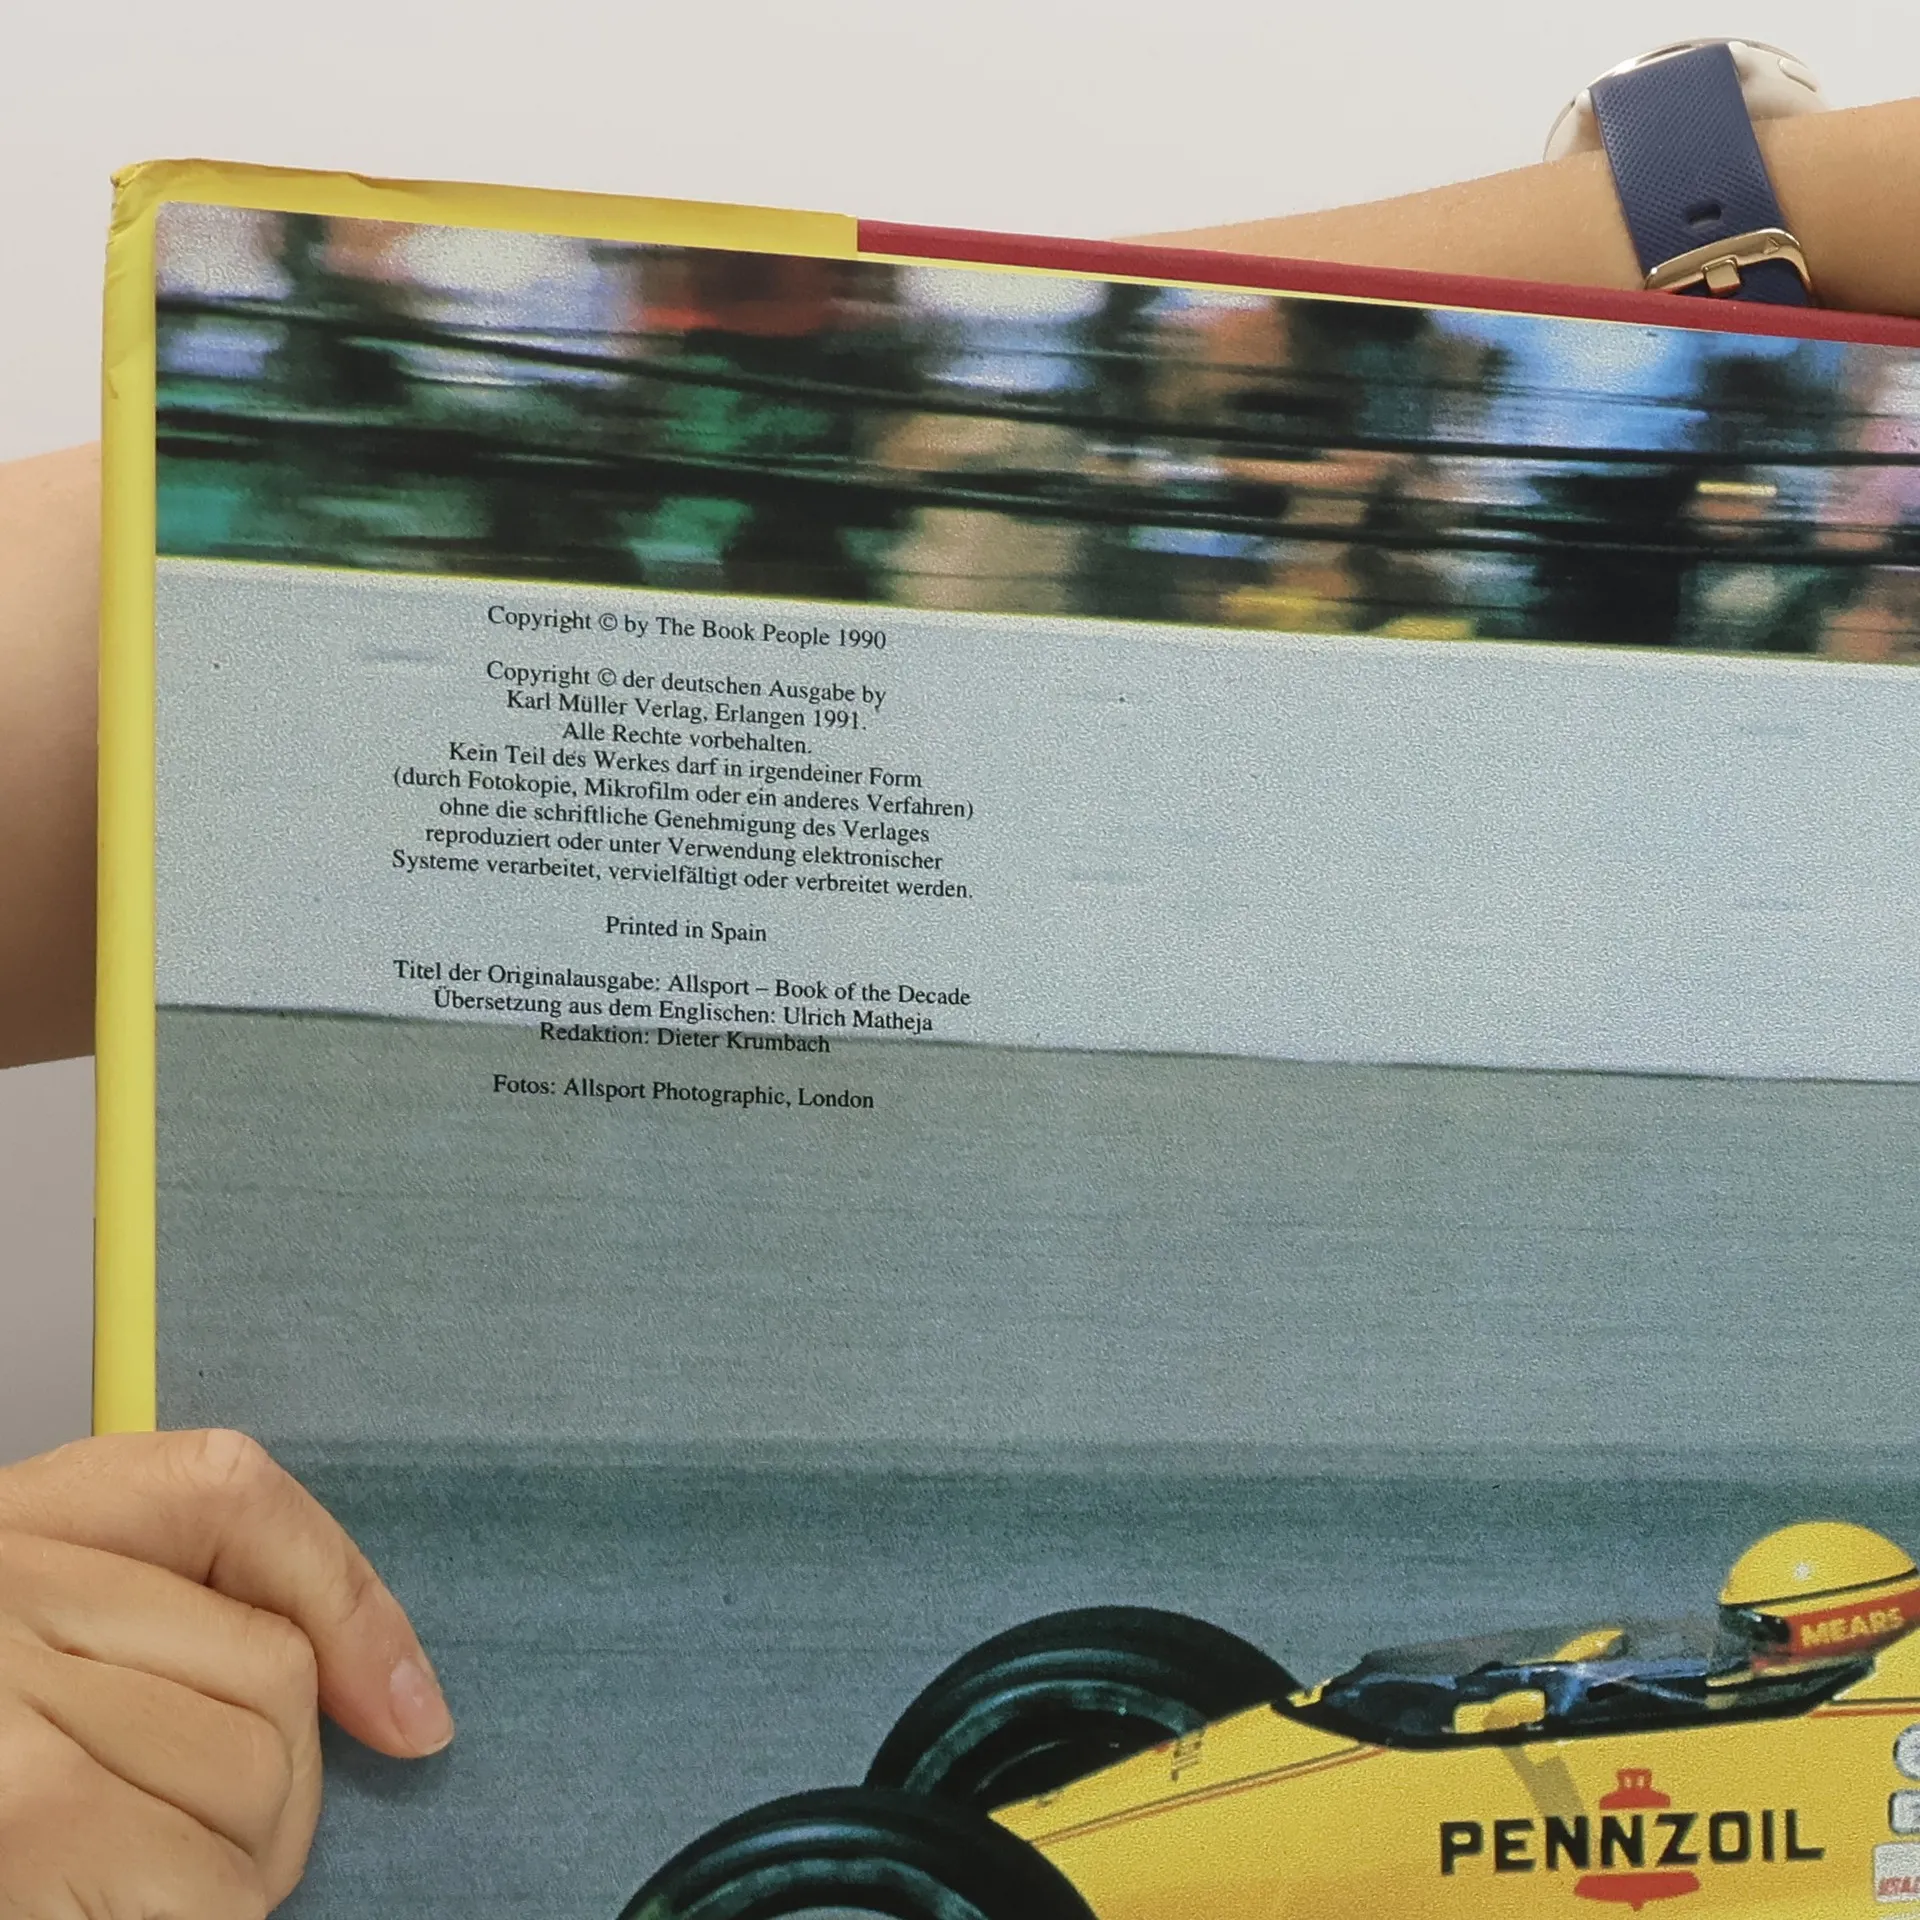 Copyright © by The Book People 1990
Copyright © der deutschen Ausgabe by
Karl Müller Verlag, Erlangen 1991.
Alle Rechte vorbehalten.
Kein Teil des Werkes darf in irgendeiner Form
(durch Fotokopie, Mikrofilm oder ein anderes Verfahren)
ohne die schriftliche Genehmigung des Verlages
reproduziert oder unter Verwendung elektronischer
Systeme verarbeitet, vervielfältigt oder verbreitet werden.
Printed in Spain
Titel der Originalausgabe: Allsport – Book of the Decade
Übersetzung aus dem Englischen: Ulrich Matheja
Redaktion: Dieter Krumbach
Fotos: Allsport Photographic, London
MEARS
PENNZOIL